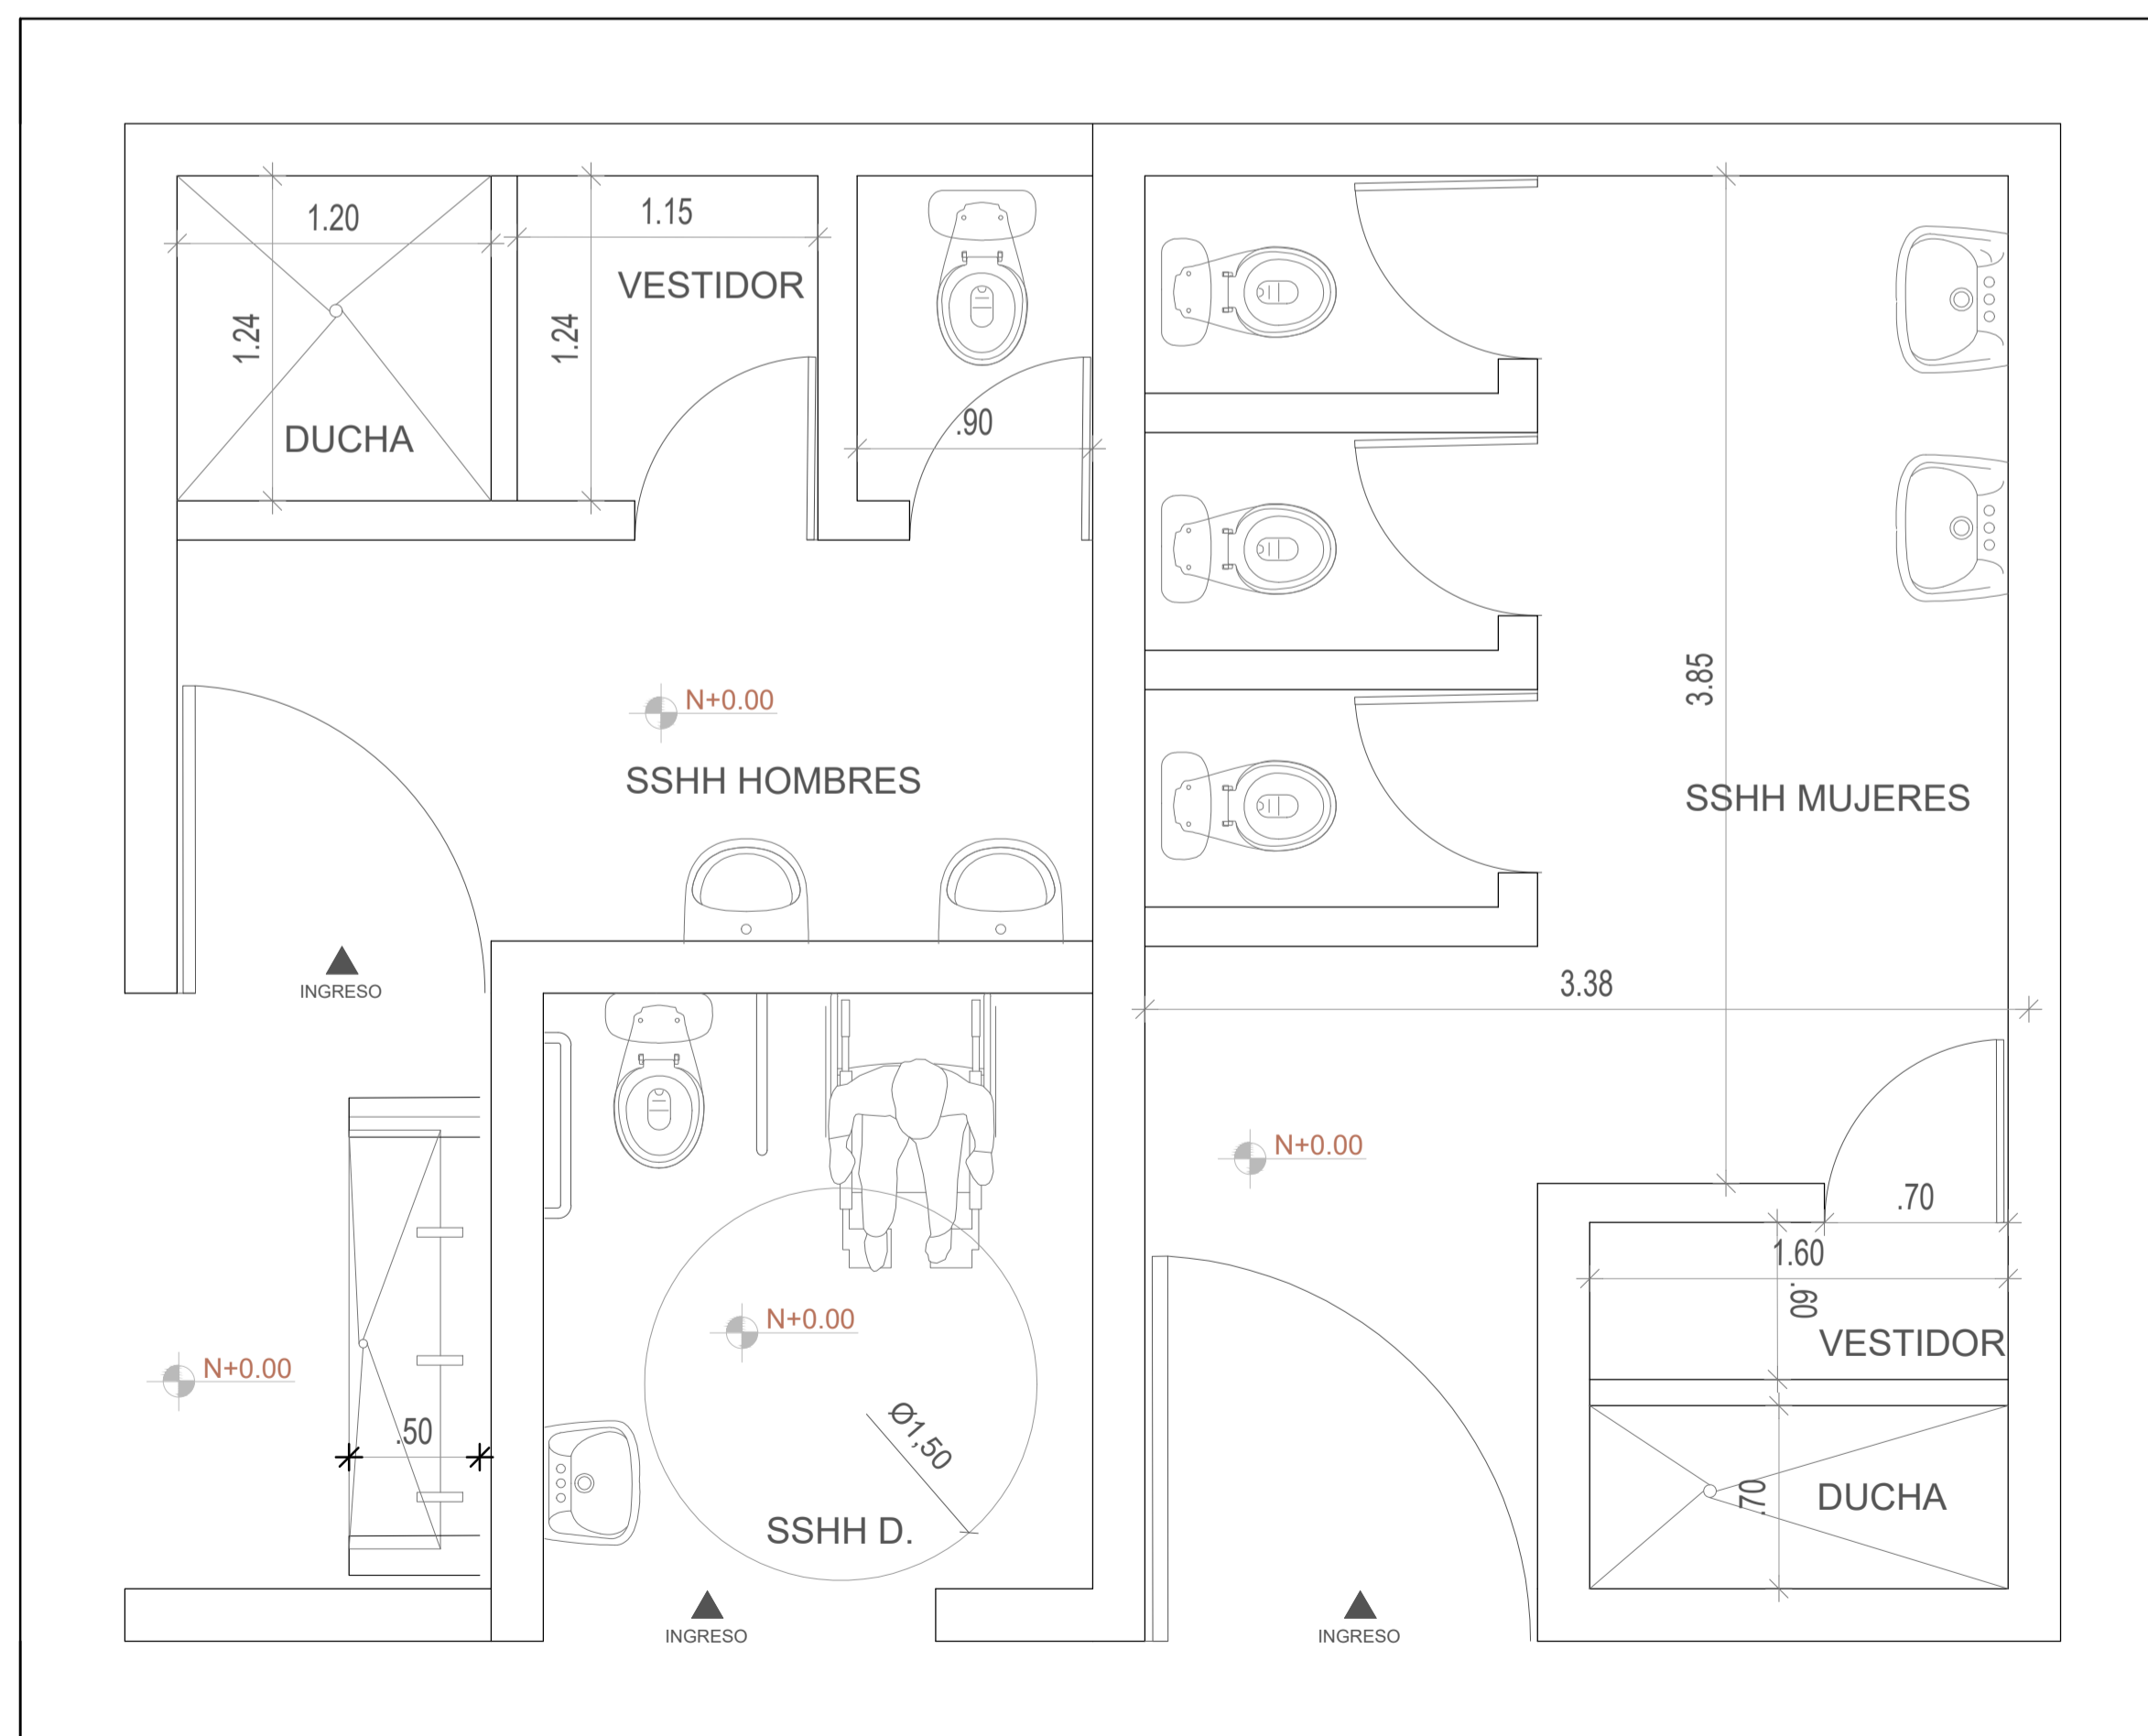 1.20
1.15
VESTIDOR
1.24
1.24
DUCHA
.90
N+0.00
SSHH HOMBRES
3.85
SSHH MUJERES
INGRESO
3.38
N+0.00
.70
1.60
.60
VESTIDOR
N+0.00
N+0.00
.50
Ø1,50
SSHH D.
.70
DUCHA
INGRESO
INGRESO